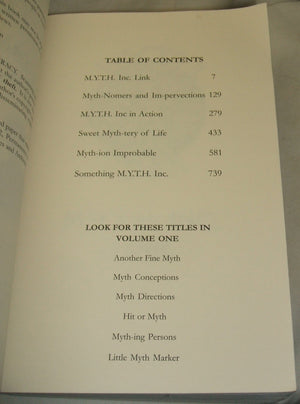 TABLE OF CONTENTS
M.Y.T.H. Inc. Link 7
Myth-Nomers and Im-pervections 129
M.Y.T.H. Inc in Action 279
Sweet Myth-tery of Life 433
Myth-ion Improbable 581
Something M.Y.T.H. Inc. 739
LOOK FOR THESE TITLES IN
VOLUME ONE
Another Fine Myth
Myth Conceptions
Myth Directions
Hit or Myth
Myth-ing Persons
Little Myth Marker